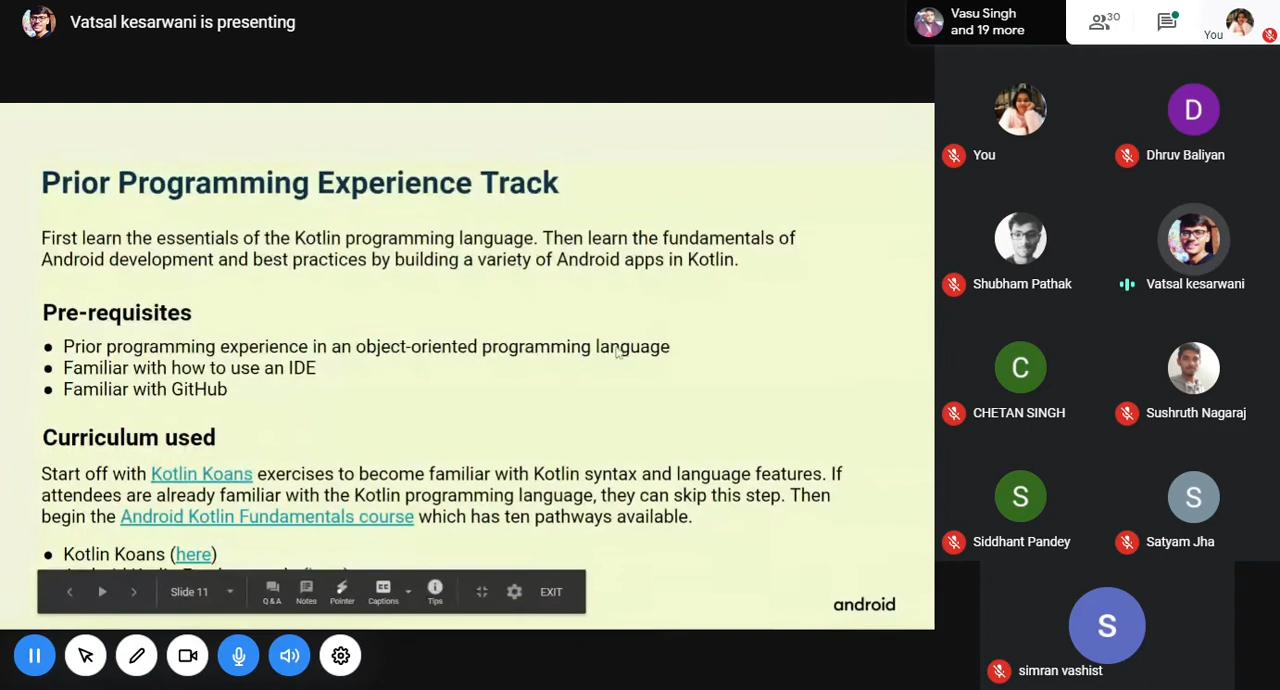 Vatsal kesarwani is presenting
Vasu Singh
and 19 more
30
You
Prior Programming Experience Track
First learn the essentials of the Kotlin programming language. Then learn the fundamentals of
Android development and best practices by building a variety of Android apps in Kotlin.
Pre-requisites
● Prior programming experience in an object-oriented programming language
● Familiar with how to use an IDE
● Familiar with GitHub
Curriculum used
Start off with Kotlin Koans exercises to become familiar with Kotlin syntax and language features. If
attendees are already familiar with the Kotlin programming language, they can skip this step. Then
begin the Android Kotlin Fundamentals course which has ten pathways available.
● Kotlin Koans (here)
Slide 11
Q & A
Notes
Pointer
CC
Captions
Tips
EXIT
android
You
D
Dhruv Baliyan
Shubham Pathak
Vatsal kesarwani
C
CHETAN SINGH
Sushruth Nagaraj
S
Siddhant Pandey
S
Satyam Jha
S
simran vashist